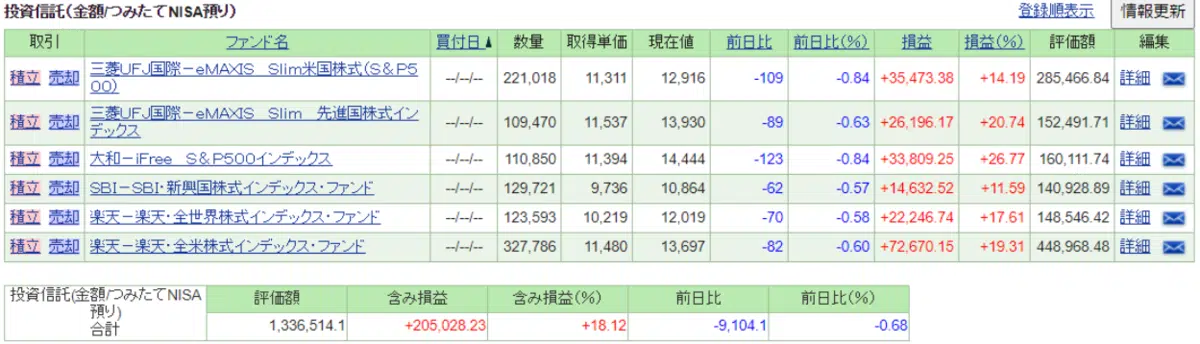 投資信託(金額/つみたてNISA預り)
登録順表示 情報更新
取引 ファンド名 買付日▲ 数量 取得単価 現在値 前日比 前日比(%) 損益 損益(%) 評価額 編集
積立 売却 三菱UFJ国際－eMAXIS　Slim米国株式(S&P5
00) --/--/-- 221,018 11,311 12,916 -109 -0.84 +35,473.38 +14.19 285,466.84 詳細
積立 売却 三菱UFJ国際－eMAXIS　Slim　先進国株式イン
デックス --/--/-- 109,470 11,537 13,930 -89 -0.63 +26,196.17 +20.74 152,491.71 詳細
積立 売却 大和－iFree　S&P500インデックス --/--/-- 110,850 11,394 14,444 -123 -0.84 +33,809.25 +26.77 160,111.74 詳細
積立 売却 SBI－SBI・新興国株式インデックス・ファンド --/--/-- 129,721 9,736 10,864 -62 -0.57 +14,632.52 +11.59 140,928.89 詳細
積立 売却 楽天－楽天・全世界株式インデックス・ファンド --/--/-- 123,593 10,219 12,019 -70 -0.58 +22,246.74 +17.61 148,546.42 詳細
積立 売却 楽天－楽天・全米株式インデックス・ファンド --/--/-- 327,786 11,480 13,697 -82 -0.60 +72,670.15 +19.31 448,968.48 詳細
投資信託(金額/つみたてNISA
預り)
合計
評価額 含み損益 含み損益(%) 前日比 前日比(%)
1,336,514.1 +205,028.23 +18.12 -9,104.1 -0.68